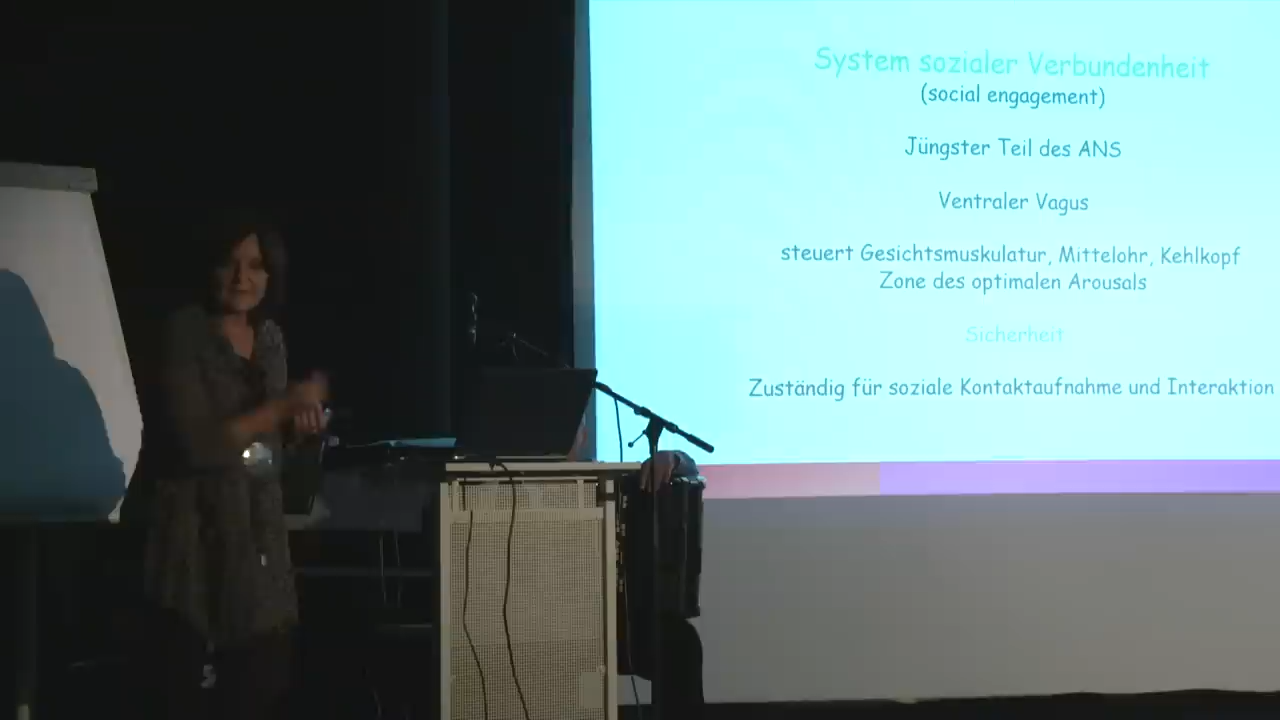 System sozialer Verbundenheit
(social engagement)
Jüngster Teil des ANS
Ventraler Vagus
steuert Gesichtsmuskulatur, Mittelohr, Kehlkopf
Zone des optimalen Arousals
Sicherheit
Zuständig für soziale Kontaktaufnahme und Interaktion